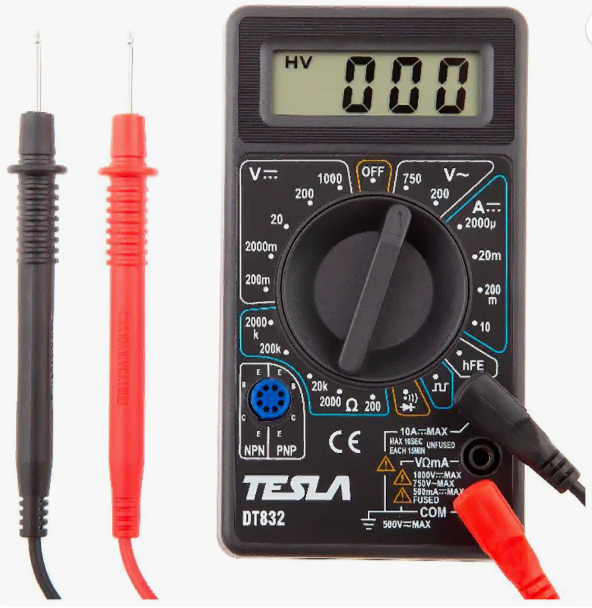 HV 000
V⎓ 1000 OFF 750 V~
200 200
20 A⎓
2000m 2000µ
200m 20m
2000k 200m
200k 10
20k hFE
2000 Ω 200
E E
B B
C C
E E
NPN PNP
CE
10A⎓MAX
MAX 10SEC UNFUSED
EACH 15MIN
VΩmA
1000V⎓MAX
750V~MAX
500mA⎓MAX
FUSED
COM
500V⎓MAX
TESLA
DT832